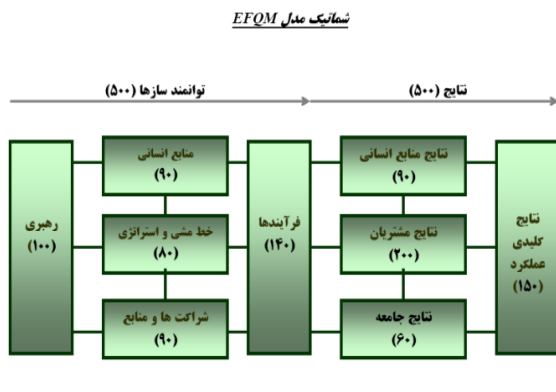 شماتیک مدل EFQM
توانمند سازها (۵۰۰)
نتایج (۵۰۰)
رهبری
(۱۰۰)
منابع انسانی
(۹۰)
خط مشی و استراتژی
(۸۰)
شراکت ها و منابع
(۹۰)
فرآیندها
(۱۴۰)
نتایج منابع انسانی
(۹۰)
نتایج مشتریان
(۲۰۰)
نتایج جامعه
(۶۰)
نتایج
کلیدی
عملکرد
(۱۵۰)